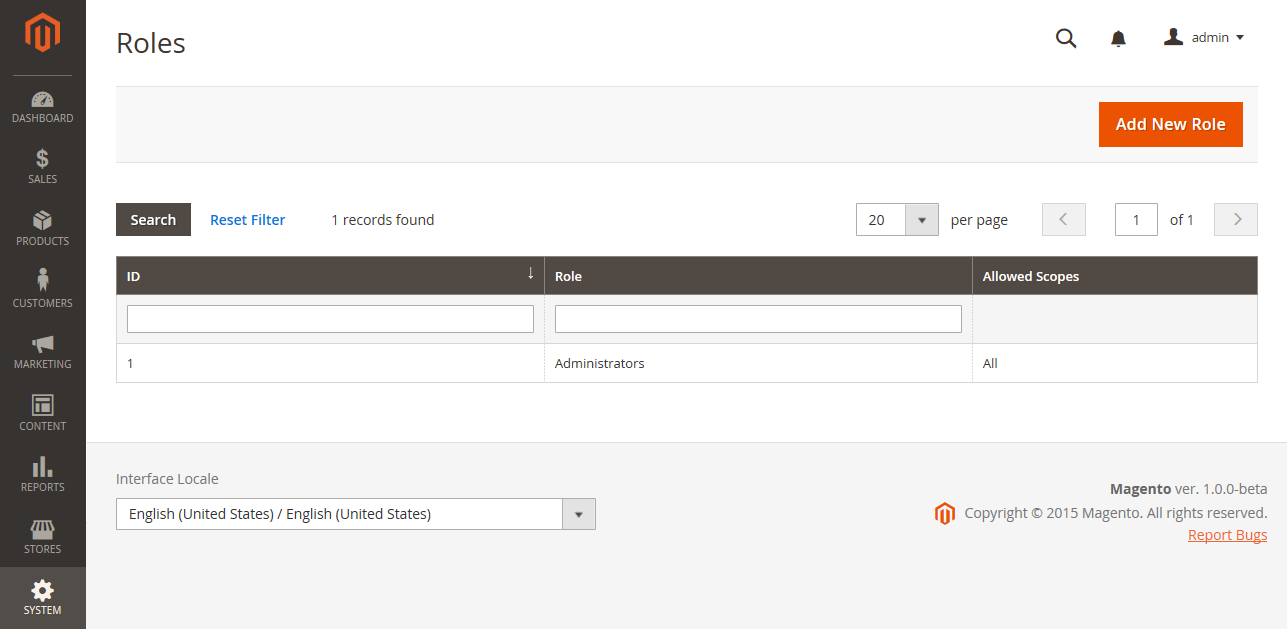 Roles
admin
DASHBOARD
SALES
PRODUCTS
CUSTOMERS
MARKETING
CONTENT
REPORTS
STORES
SYSTEM
Add New Role
Search Reset Filter 1 records found 20 per page 1 of 1
ID Role Allowed Scopes
1 Administrators All
Interface Locale
English (United States) / English (United States)
Magento ver. 1.0.0-beta
Copyright © 2015 Magento. All rights reserved.
Report Bugs